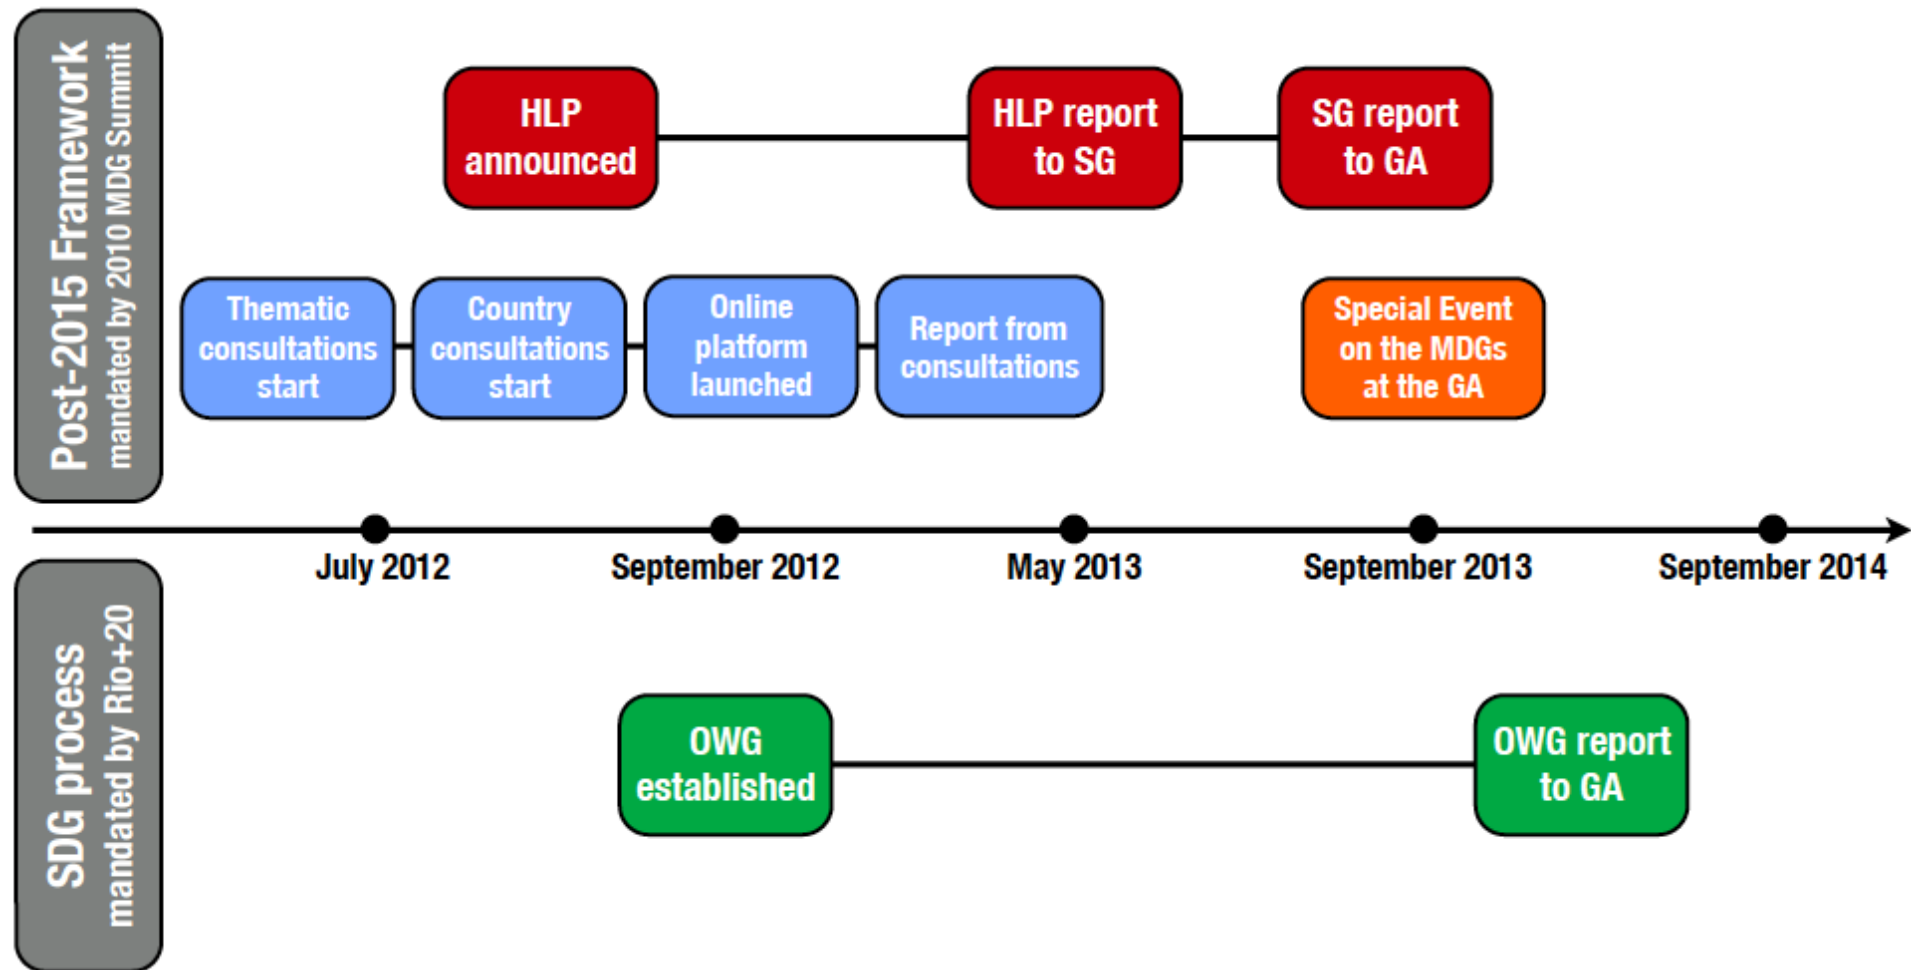 Post-2015 Framework
mandated by 2010 MDG Summit
HLP
announced
HLP report
to SG
SG report
to GA
Thematic
consultations
start
Country
consultations
start
Online
platform
launched
Report from
consultations
Special Event
on the MDGs
at the GA
July 2012
September 2012
May 2013
September 2013
September 2014
SDG process
mandated by Rio+20
OWG
established
OWG report
to GA